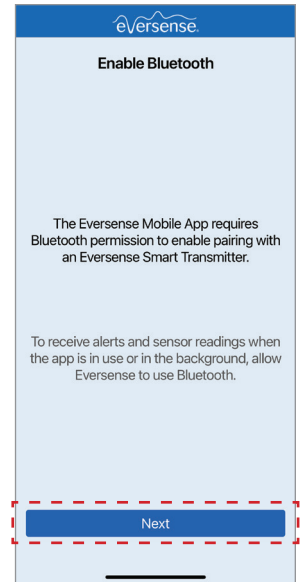 eversense.
Enable Bluetooth
The Eversense Mobile App requires
Bluetooth permission to enable pairing with
an Eversense Smart Transmitter.
To receive alerts and sensor readings when
the app is in use or in the background, allow
Eversense to use Bluetooth.
Next